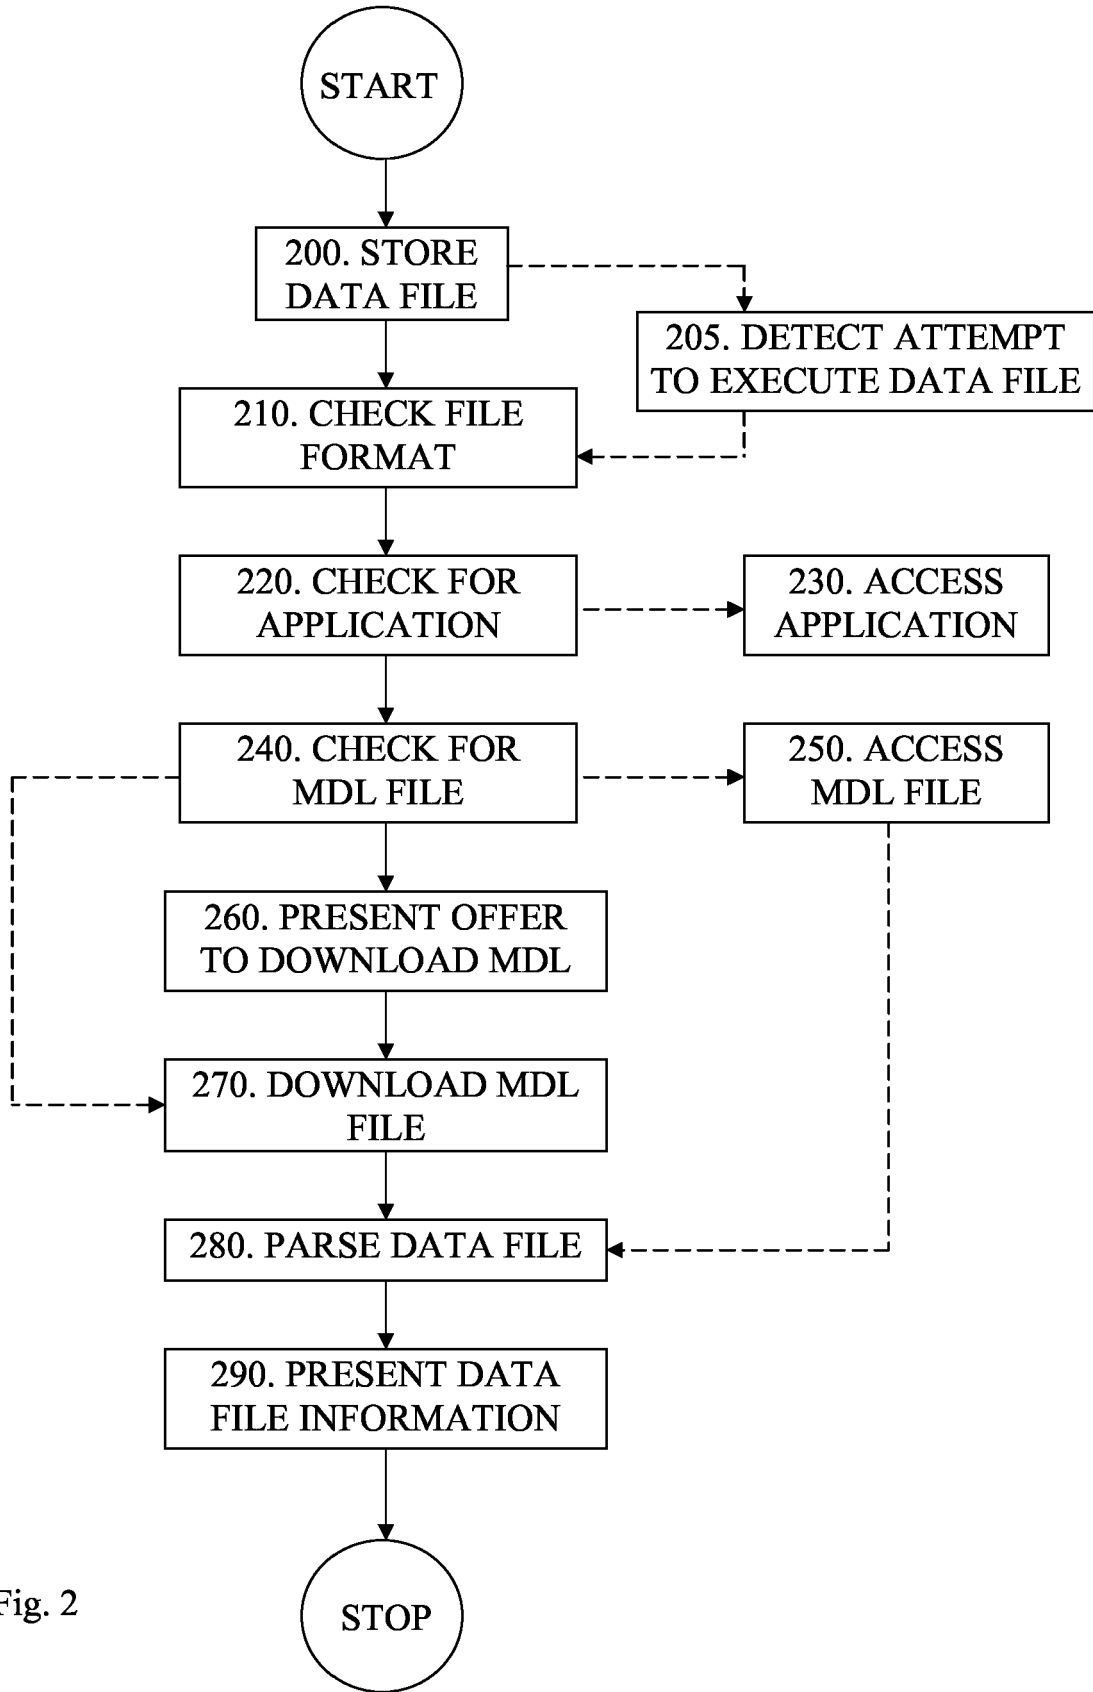 START
200. STORE
DATA FILE
205. DETECT ATTEMPT
TO EXECUTE DATA FILE
210. CHECK FILE
FORMAT
220. CHECK FOR
APPLICATION
230. ACCESS
APPLICATION
240. CHECK FOR
MDL FILE
250. ACCESS
MDL FILE
260. PRESENT OFFER
TO DOWNLOAD MDL
270. DOWNLOAD MDL
FILE
280. PARSE DATA FILE
290. PRESENT DATA
FILE INFORMATION
STOP
Fig. 2